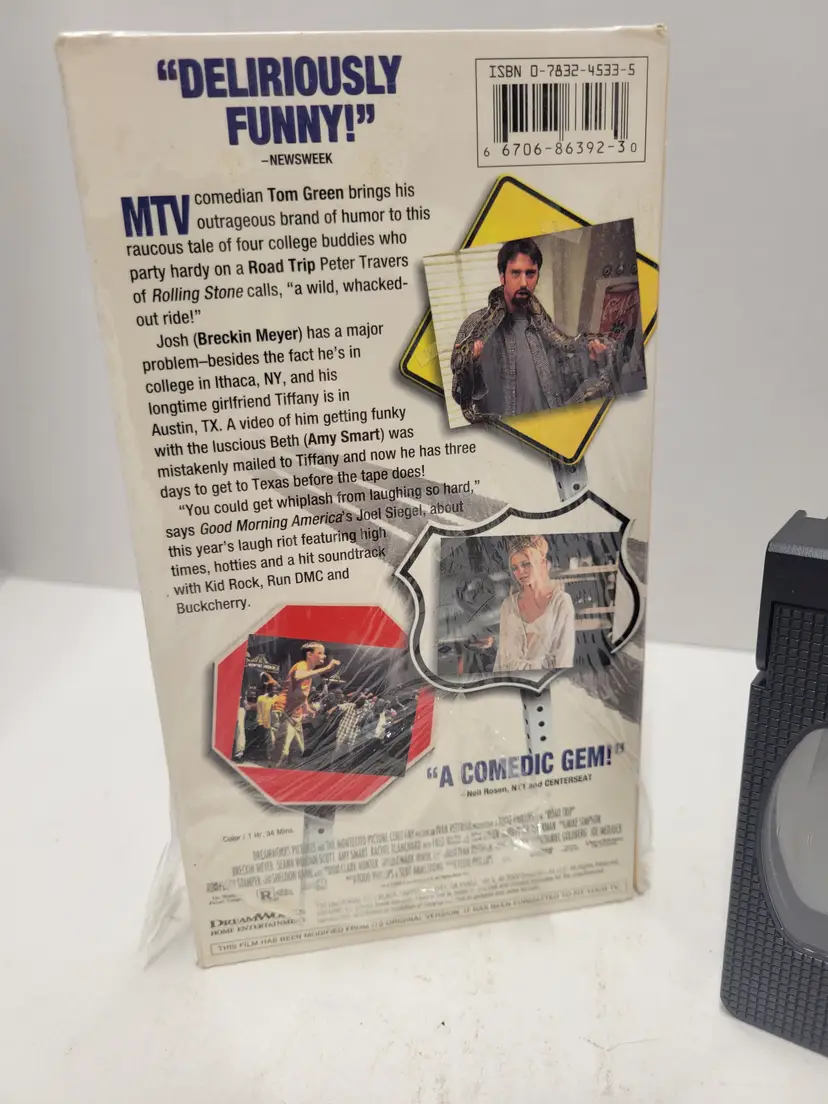 “DELIRIOUSLY
FUNNY!”
–NEWSWEEK
ISBN 0-7832-4533-5
6 6706-86392-3 0
MTV comedian Tom Green brings his
outrageous brand of humor to this
raucous tale of four college buddies who
party hardy on a Road Trip Peter Travers
of Rolling Stone calls, “a wild, whacked-
out ride!”
Josh (Breckin Meyer) has a major
problem–besides the fact he’s in
college in Ithaca, NY, and his
longtime girlfriend Tiffany is in
Austin, TX. A video of him getting funky
with the luscious Beth (Amy Smart) was
mistakenly mailed to Tiffany and now he has three
days to get to Texas before the tape does!
“You could get whiplash from laughing so hard,”
says Good Morning America’s Joel Siegel, about
this year’s laugh riot featuring high
times, hotties and a hit soundtrack
with Kid Rock, Run DMC and
Buckcherry.
“A COMEDIC GEM!”
–Neil Rosen, NY1 and CENTERSEAT
Color / 1 Hr. 34 Mins.
R
DREAMWORKS
HOME ENTERTAINMENT
THIS FILM HAS BEEN MODIFIED FROM ITS ORIGINAL VERSION. IT HAS BEEN FORMATTED TO FIT YOUR TV.